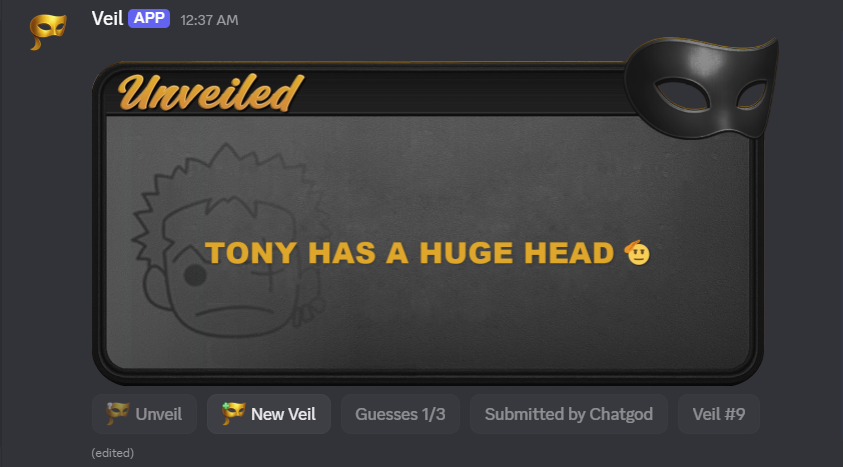 Veil APP 12:37 AM
Unveiled
TONY HAS A HUGE HEAD
Unveil New Veil Guesses 1/3 Submitted by Chatgod Veil #9
(edited)